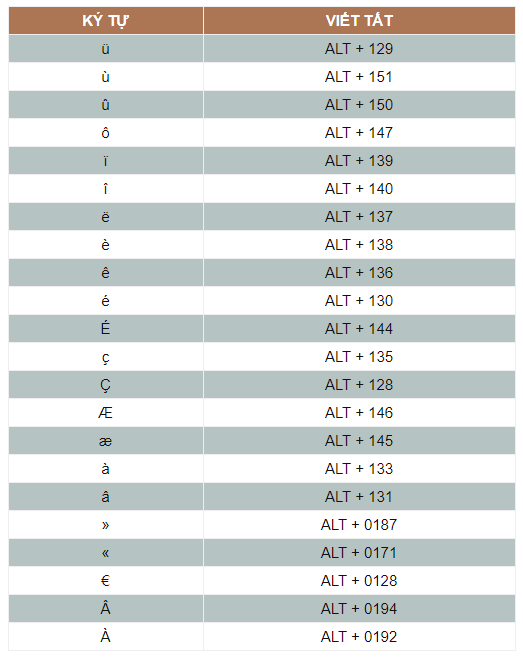 KÝ TỰ VIẾT TẮT
ü ALT + 129
ù ALT + 151
û ALT + 150
ô ALT + 147
ï ALT + 139
î ALT + 140
ë ALT + 137
è ALT + 138
ê ALT + 136
é ALT + 130
É ALT + 144
ç ALT + 135
Ç ALT + 128
Æ ALT + 146
æ ALT + 145
à ALT + 133
â ALT + 131
» ALT + 0187
« ALT + 0171
€ ALT + 0128
Â ALT + 0194
À ALT + 0192